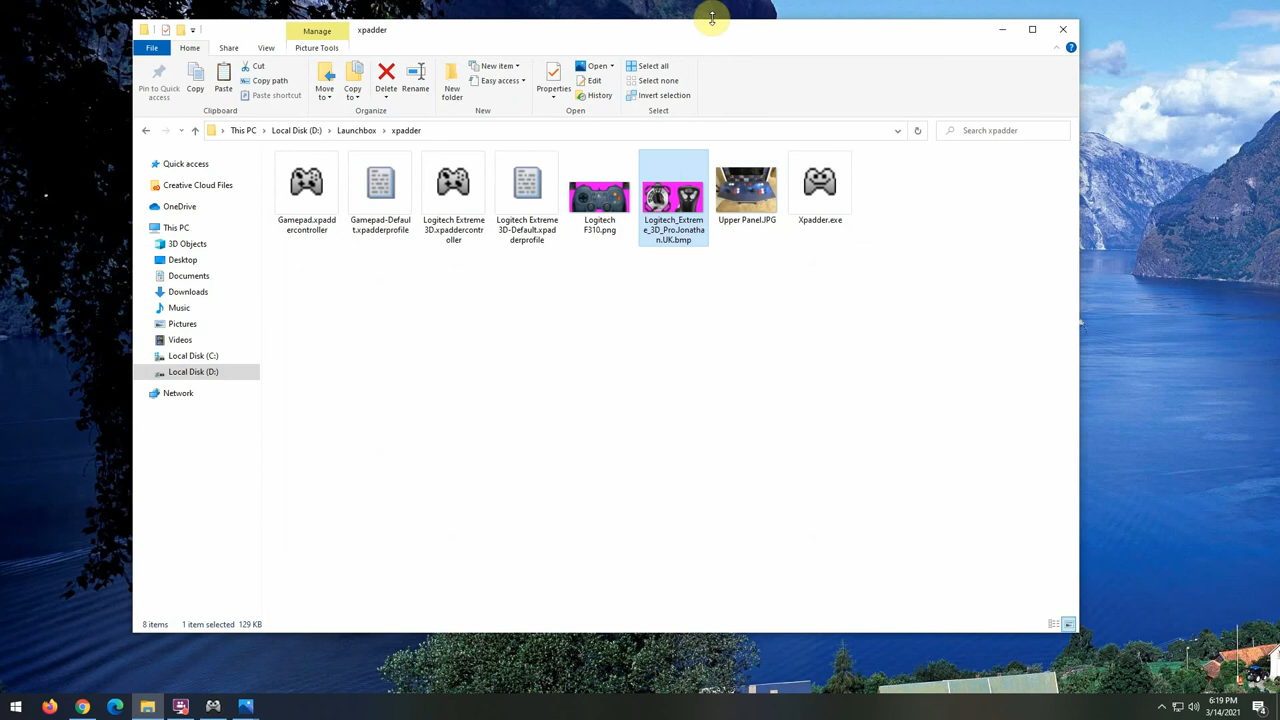 Manage
xpadder
File
Home
Share
View
Picture Tools
Pin to Quick access
Copy
Paste
Cut
Copy path
Paste shortcut
Clipboard
Move to
Copy to
Delete
Rename
Organize
New folder
New item
Easy access
New
Properties
Open
Edit
History
Open
Select all
Select none
Invert selection
Select
This PC
Local Disk (D:)
Launchbox
xpadder
Search xpadder
Quick access
Creative Cloud Files
OneDrive
This PC
3D Objects
Desktop
Documents
Downloads
Music
Pictures
Videos
Local Disk (C:)
Local Disk (D:)
Network
Gamepad.xpad
dercontroller
Gamepad-Defaul
t.xpadderprofile
Logitech Extreme
3D.xpaddercontr
oller
Logitech Extreme
3D-Default.xpad
derprofile
Logitech
F310.png
Logitech_Extrem
e_3D_Pro.Jonatha
n.UK.bmp
Upper Panel.JPG
Xpadder.exe
8 items
1 item selected 129 KB
6:19 PM
3/14/2021
4